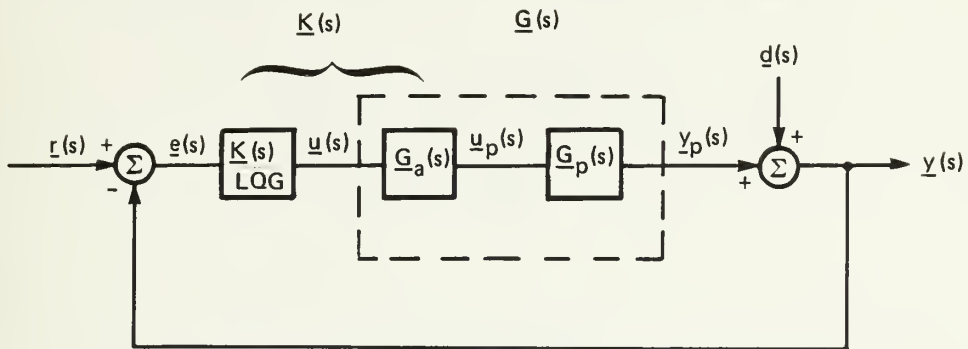 K(s) G(s)
d(s)
r(s) + Σ - e(s) K(s) u(s) G_a(s) u_p(s) G_p(s) y_p(s) + + Σ y(s)
LQG